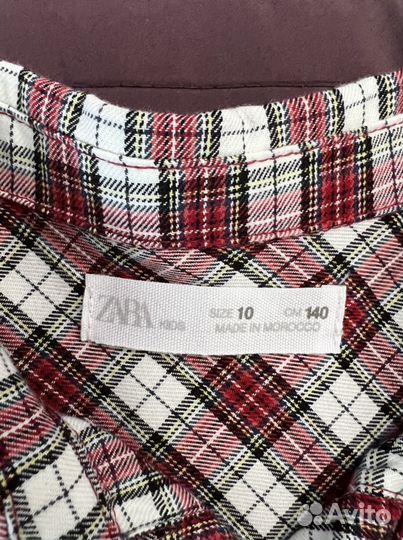 ZARA KIDS SIZE 10 CM 140
MADE IN MOROCCO
Avito